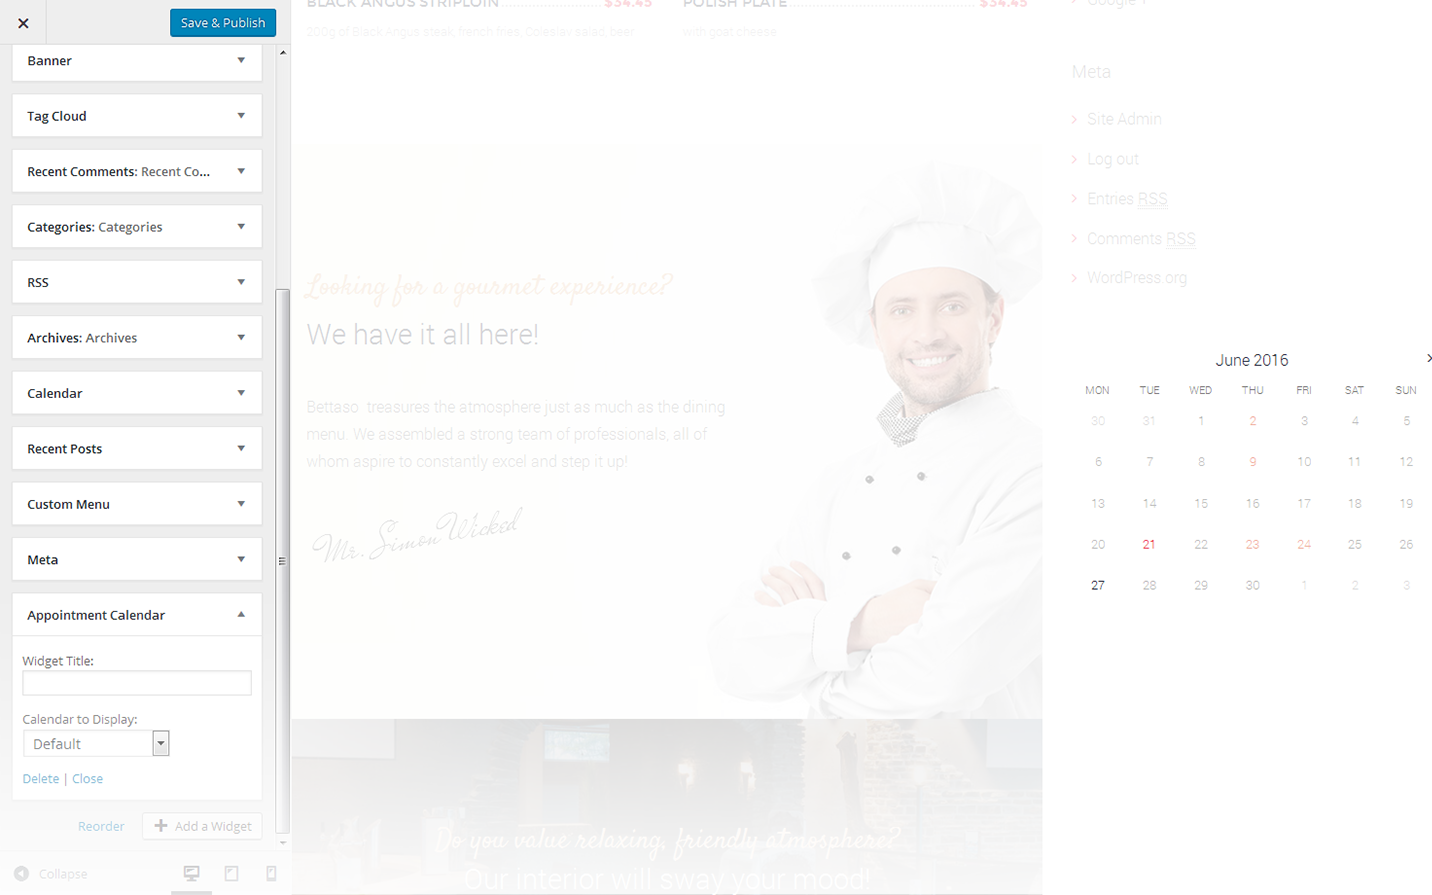 Save & Publish
Banner
Tag Cloud
Recent Comments: Recent Co...
Categories: Categories
RSS
Archives: Archives
Calendar
Recent Posts
Custom Menu
Meta
Appointment Calendar
Widget Title:
Calendar to Display:
Default
Delete | Close
Reorder
Add a Widget
Collapse
BLACK ANGUS STRIPLOIN $34.45
200g of Black Angus steak, french fries, Coleslav salad, beer
POLISH PLATE $34.45
with goat cheese
Looking for a gourmet experience?
We have it all here!
Bettaso treasures the atmosphere just as much as the dining
menu. We assembled a strong team of professionals, all of
whom aspire to constantly excel and step it up!
Mr. Simon Wicked
Do you value relaxing, friendly atmosphere?
Our interior will sway your mood!
Meta
Site Admin
Log out
Entries RSS
Comments RSS
WordPress.org
June 2016
MON TUE WED THU FRI SAT SUN
30 31 1 2 3 4 5
6 7 8 9 10 11 12
13 14 15 16 17 18 19
20 21 22 23 24 25 26
27 28 29 30 1 2 3